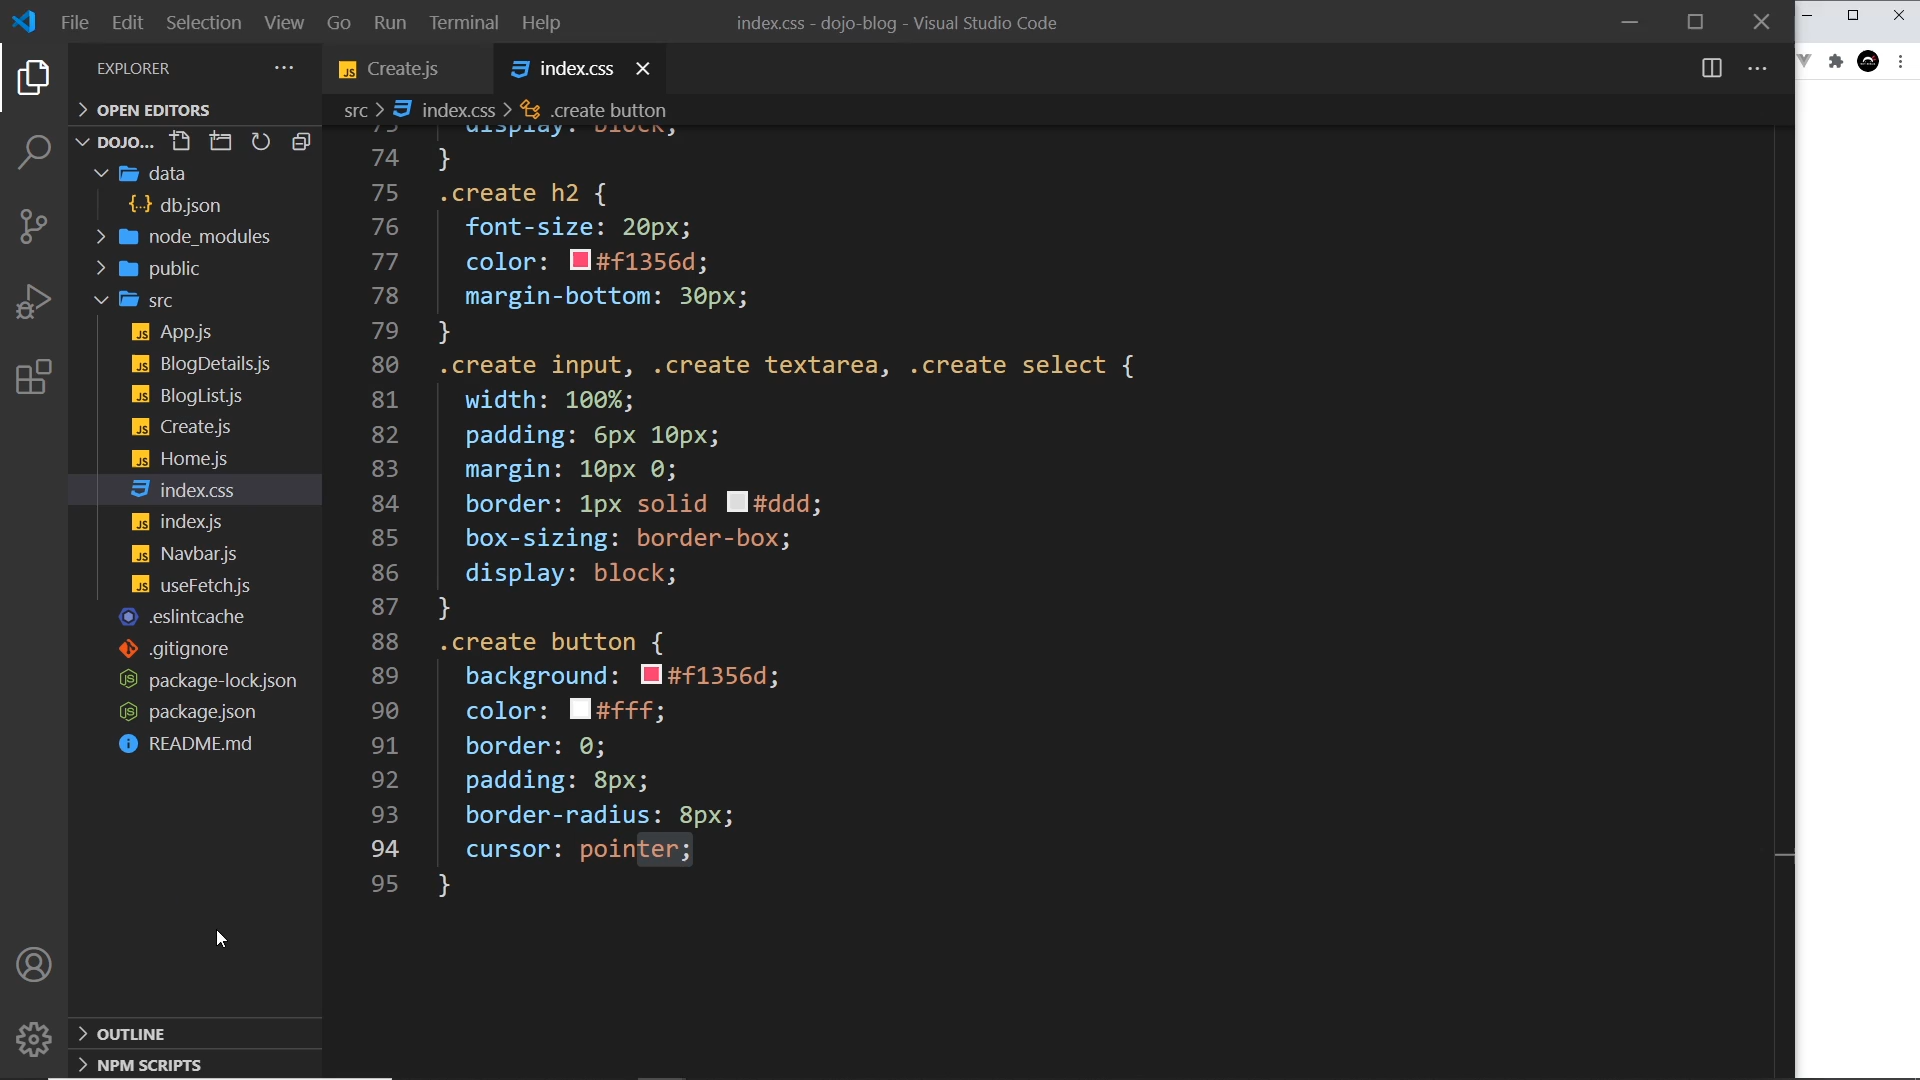 File Edit Selection View Go Run Terminal Help
index.css - dojo-blog - Visual Studio Code
EXPLORER
OPEN EDITORS
DOJO...
data
db.json
node_modules
public
src
App.js
BlogDetails.js
BlogList.js
Create.js
Home.js
index.css
index.js
Navbar.js
useFetch.js
.eslintcache
.gitignore
package-lock.json
package.json
README.md
OUTLINE
NPM SCRIPTS
Create.js index.css
src > index.css > .create button
73 display: block;
74 }
75 .create h2 {
76 font-size: 20px;
77 color: #f1356d;
78 margin-bottom: 30px;
79 }
80 .create input, .create textarea, .create select {
81 width: 100%;
82 padding: 6px 10px;
83 margin: 10px 0;
84 border: 1px solid #ddd;
85 box-sizing: border-box;
86 display: block;
87 }
88 .create button {
89 background: #f1356d;
90 color: #fff;
91 border: 0;
92 padding: 8px;
93 border-radius: 8px;
94 cursor: pointer;
95 }